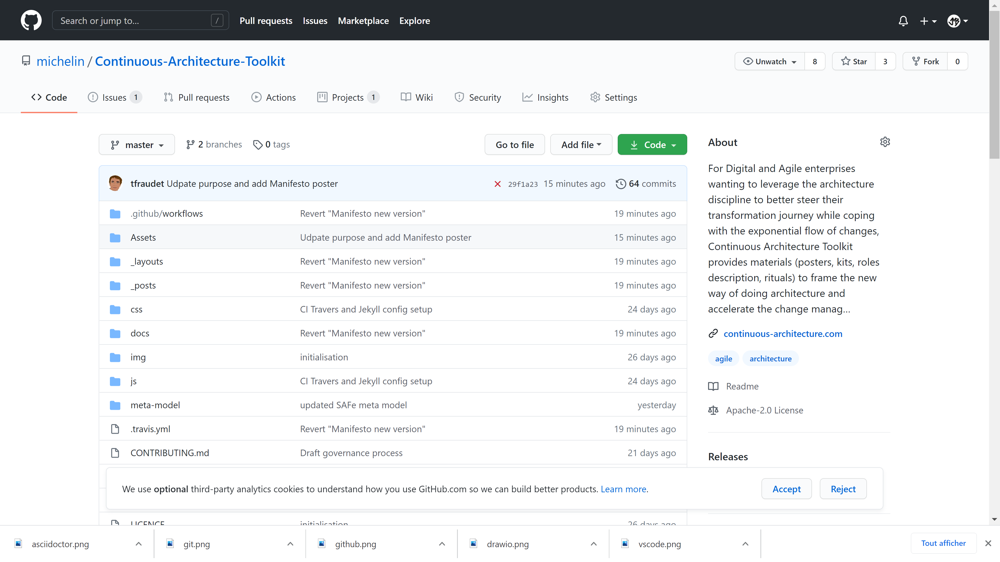 Search or jump to... /
Pull requests Issues Marketplace Explore
michelin / Continuous-Architecture-Toolkit
Unwatch 8 Star 3 Fork 0
Code Issues 1 Pull requests Actions Projects 1 Wiki Security Insights Settings
master 2 branches 0 tags Go to file Add file Code
tfraudet Udpate purpose and add Manifesto poster 29f1a23 15 minutes ago 64 commits
.github/workflows Revert "Manifesto new version" 19 minutes ago
Assets Udpate purpose and add Manifesto poster 15 minutes ago
_layouts Revert "Manifesto new version" 19 minutes ago
_posts Revert "Manifesto new version" 19 minutes ago
css CI Travers and Jekyll config setup 24 days ago
docs Revert "Manifesto new version" 19 minutes ago
img initialisation 26 days ago
js CI Travers and Jekyll config setup 24 days ago
meta-model updated SAFe meta model yesterday
.travis.yml Revert "Manifesto new version" 19 minutes ago
CONTRIBUTING.md Draft governance process 21 days ago
LICENCE initialisation 26 days ago
About
For Digital and Agile enterprises
wanting to leverage the architecture
discipline to better steer their
transformation journey while coping
with the exponential flow of changes,
Continuous Architecture Toolkit
provides materials (posters, kits, roles
description, rituals) to frame the new
way of doing architecture and
accelerate the change manag...
continuous-architecture.com
agile architecture
Readme
Apache-2.0 License
Releases
We use optional third-party analytics cookies to understand how you use GitHub.com so we can build better products. Learn more.
Accept Reject
asciidoctor.png git.png github.png drawio.png vscode.png Tout afficher